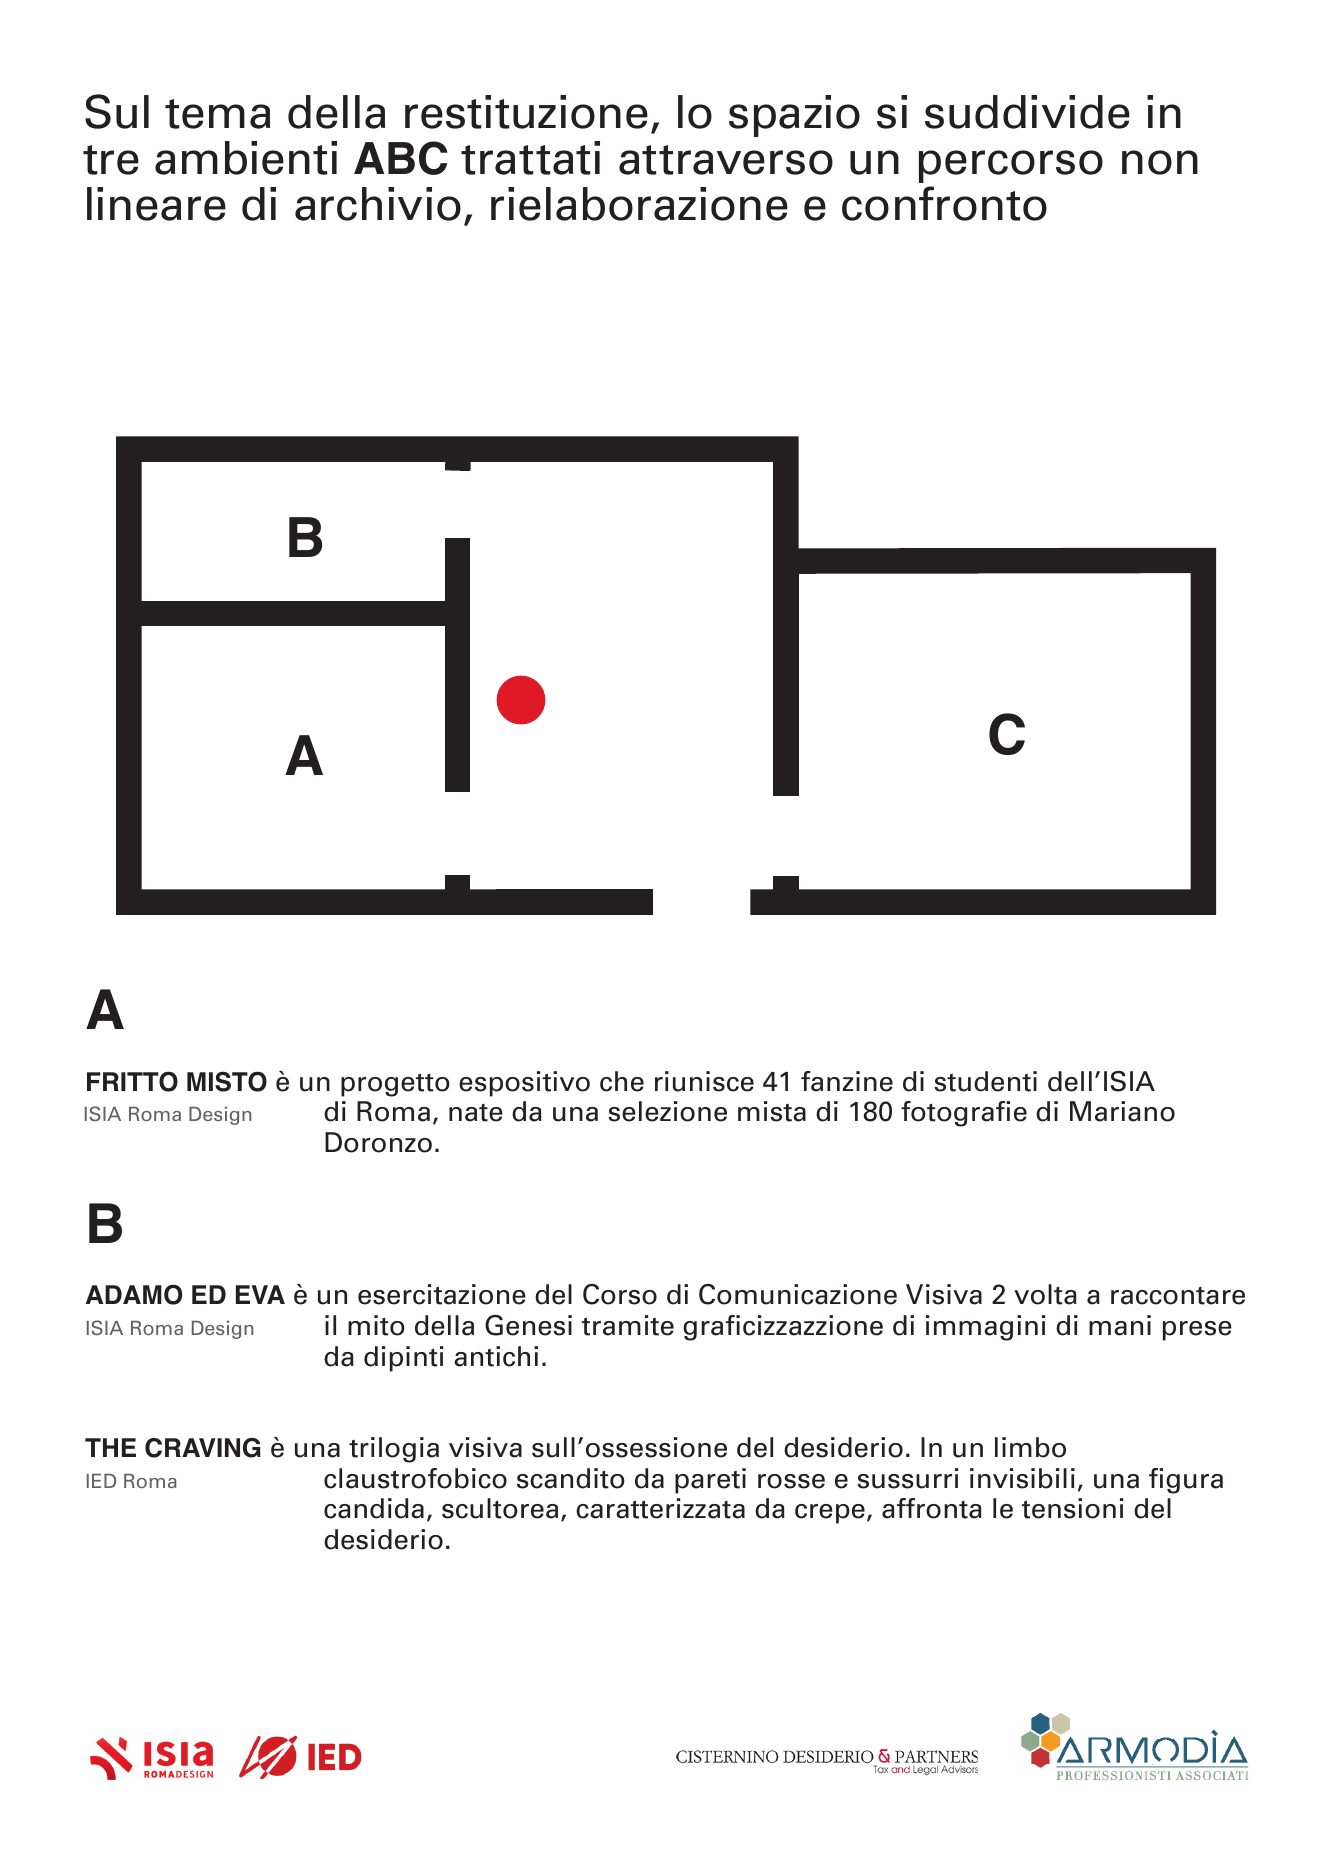 Sul tema della restituzione, lo spazio si suddivide in
tre ambienti ABC trattati attraverso un percorso non
lineare di archivio, rielaborazione e confronto
B
A
C
A
FRITTO MISTO è un progetto espositivo che riunisce 41 fanzine di studenti dell’ISIA
ISIA Roma Design di Roma, nate da una selezione mista di 180 fotografie di Mariano
Doronzo.
B
ADAMO ED EVA è un esercitazione del Corso di Comunicazione Visiva 2 volta a raccontare
ISIA Roma Design il mito della Genesi tramite graficizzazzione di immagini di mani prese
da dipinti antichi.
THE CRAVING è una trilogia visiva sull’ossessione del desiderio. In un limbo
IED Roma claustrofobico scandito da pareti rosse e sussurri invisibili, una figura
candida, scultorea, caratterizzata da crepe, affronta le tensioni del
desiderio.
ISIA
ROMADESIGN
IED
CISTERNINO DESIDERIO & PARTNERS
Tax and Legal Advisors
ARMODÌA
PROFESSIONISTI ASSOCIATI